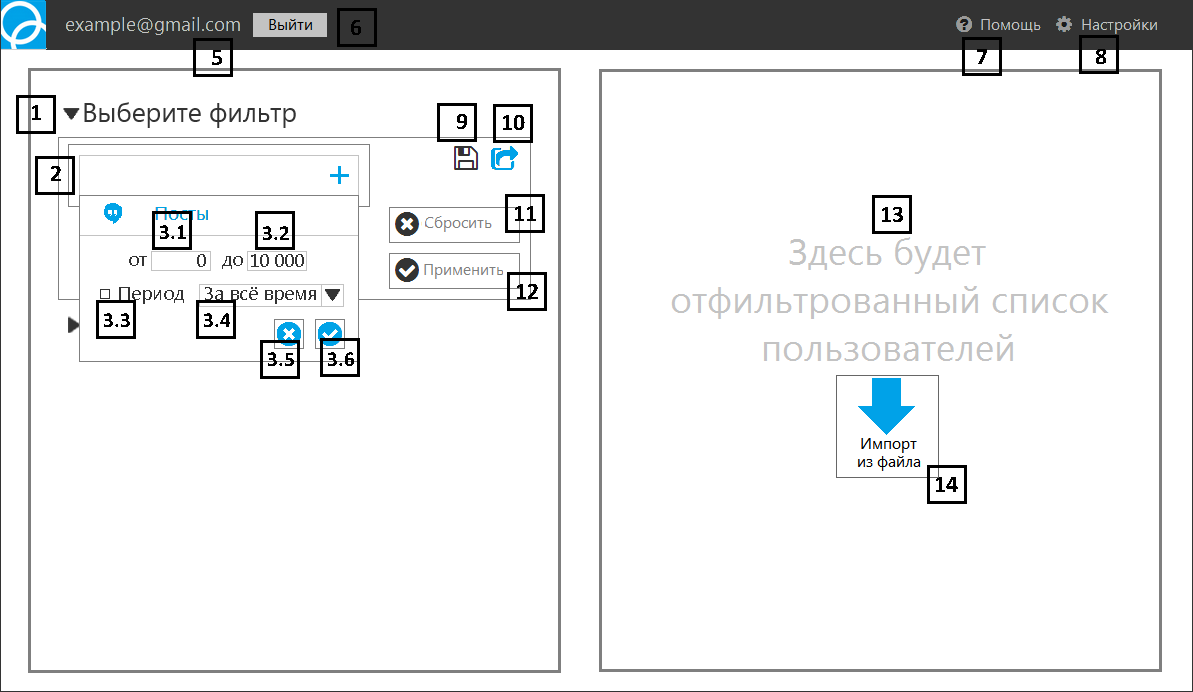 example@gmail.com Выйти 6 Помощь Настройки
5 7 8
1 Выберите фильтр 9 10
2
Посты 11 13
3.1 3.2 Сбросить
Здесь будет
от 0 до 10 000 Применить
Период За всё время 12 отфильтрованный список
3.3 3.4
пользователей
3.5 3.6
Импорт
из файла
14